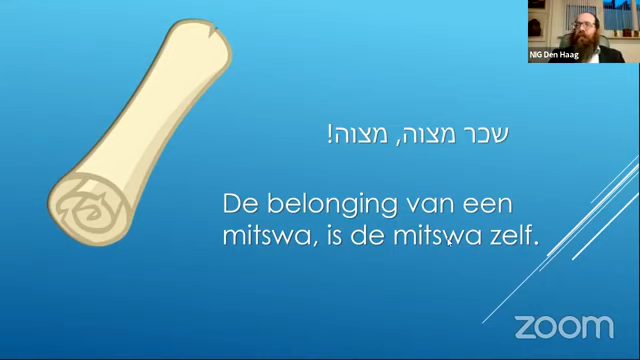 NIG Den Haag
שכר מצוה, מצוה!
De belonging van een
mitswa, is de mitswa zelf.
zoom